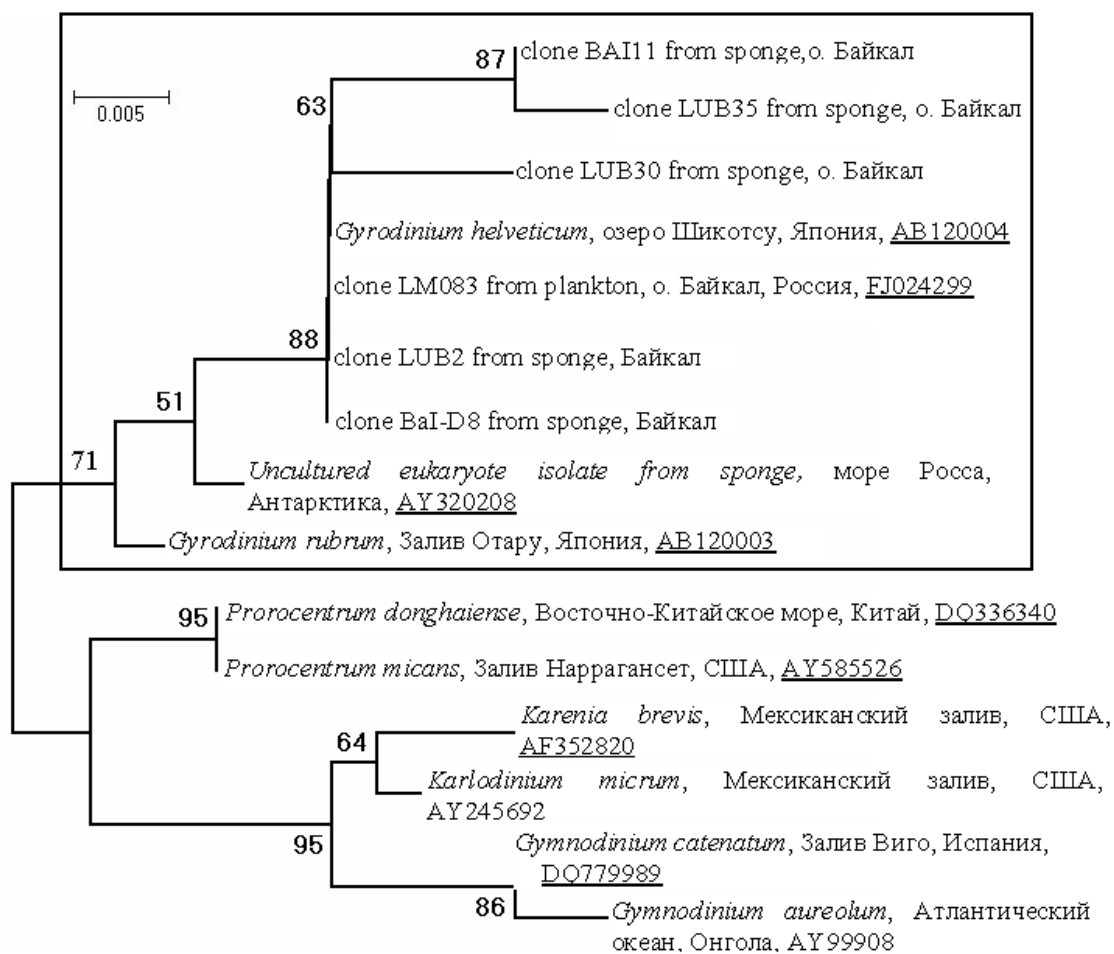 87
clone BAI11 from sponge,о. Байкал
0.005
63
clone LUB35 from sponge, о. Байкал
clone LUB30 from sponge, о. Байкал
Gyrodinium helveticum, озеро Шикотсу, Япония, AB120004
clone LM083 from plankton, о. Байкал, Россия, FJ024299
88
clone LUB2 from sponge, Байкал
51
clone BaI-D8 from sponge, Байкал
71
Uncultured eukaryote isolate from sponge, море Росса,
Антарктика, AY320208
Gyrodinium rubrum, Залив Отару, Япония, AB120003
95
Prorocentrum donghaiense, Восточно-Китайское море, Китай, DQ336340
Prorocentrum micans, Залив Наррагансет, США, AY585526
Karenia brevis, Мексиканский залив, США,
AF352820
64
Karlodinium micrum, Мексиканский залив, США,
AY245692
95
Gymnodinium catenatum, Залив Виго, Испания,
DQ779989
86
Gymnodinium aureolum, Атлантический
океан, Онгола, AY99908